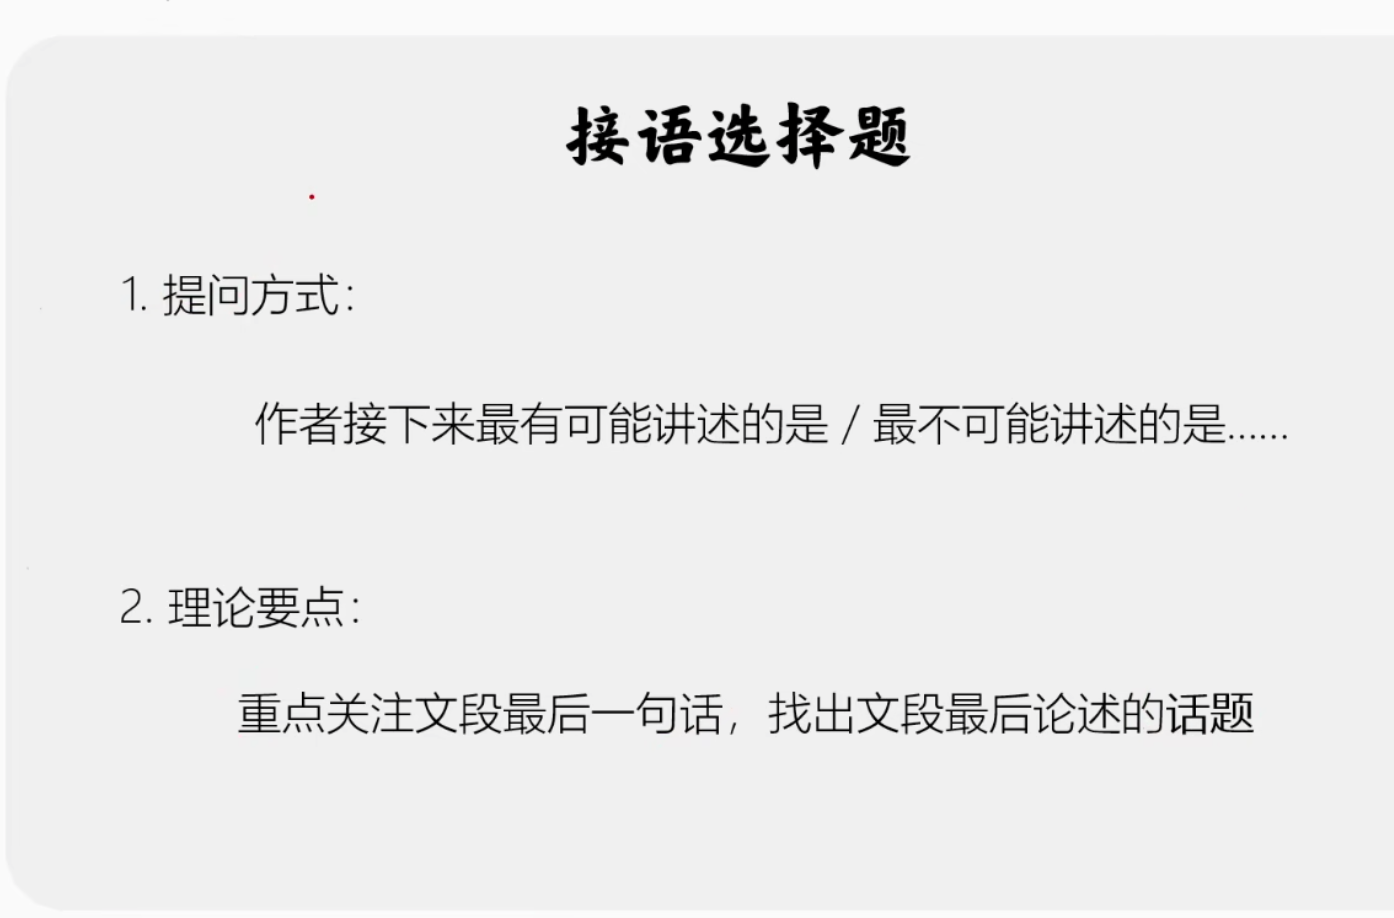 接语选择题
1. 提问方式：
作者接下来最有可能讲述的是 / 最不可能讲述的是......
2. 理论要点：
重点关注文段最后一句话，找出文段最后论述的话题